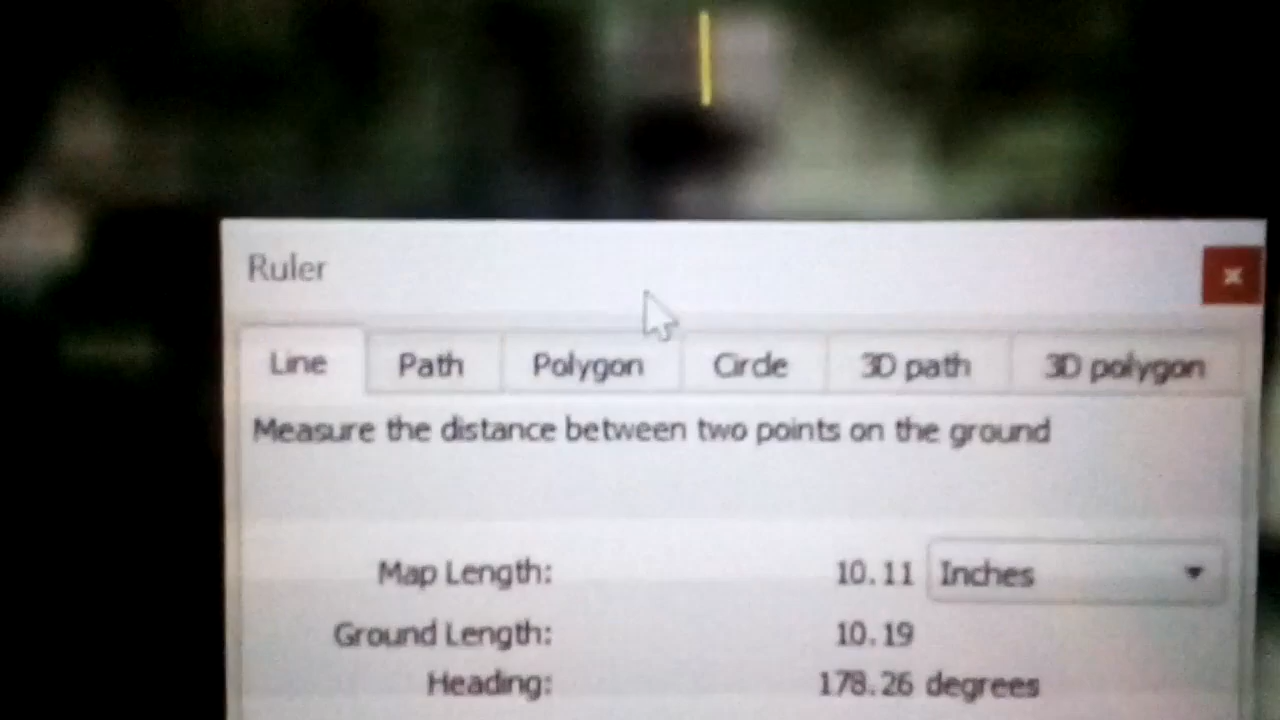 Ruler
Line Path Polygon Circle 3D path 3D polygon
Measure the distance between two points on the ground
Map Length: 10.11 Inches
Ground Length: 10.19
Heading: 178.26 degrees